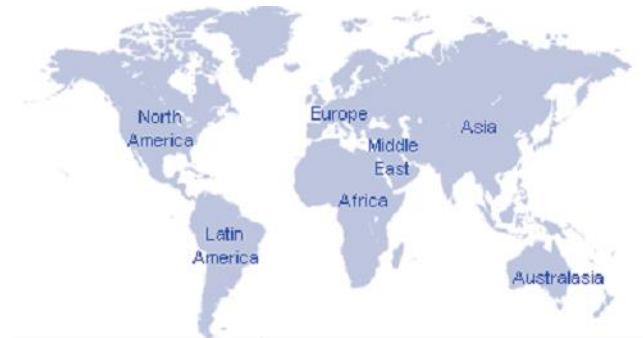 North
America
Europe
Asia
Middle
East
Africa
Latin
America
Australasia